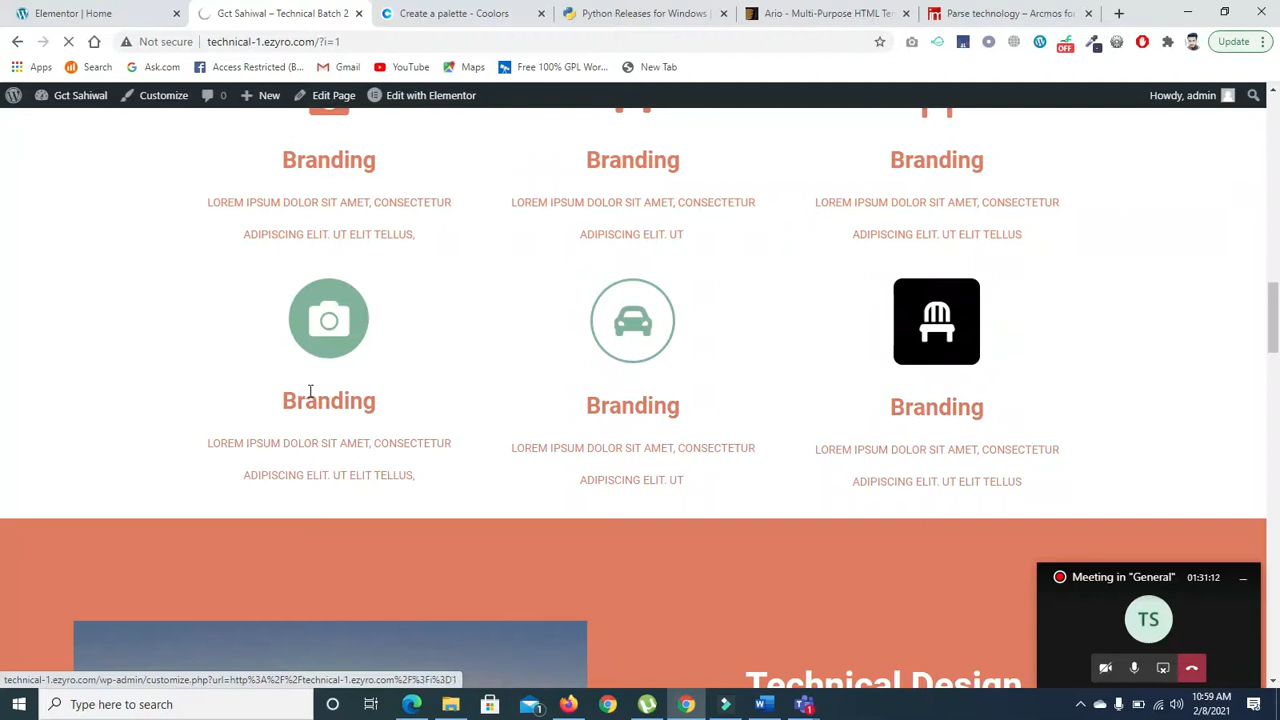 Elementor | Home
Gct Sahiwal – Technical Batch 2
Create a palette - Coolors
Python Releases for Windows
Ario - Multi-Purpose HTML Te
Parse technology – Arcmos for
Not secure
technical-1.ezyro.com/?i=1
OFF
Update
Apps
Search
Ask.com
Access Restricted (B...
Gmail
YouTube
Maps
Free 100% GPL Wor...
New Tab
Gct Sahiwal
Customize
0
New
Edit Page
Edit with Elementor
Howdy, admin
Branding
Branding
Branding
LOREM IPSUM DOLOR SIT AMET, CONSECTETUR
ADIPISCING ELIT. UT ELIT TELLUS,
LOREM IPSUM DOLOR SIT AMET, CONSECTETUR
ADIPISCING ELIT. UT
LOREM IPSUM DOLOR SIT AMET, CONSECTETUR
ADIPISCING ELIT. UT ELIT TELLUS
Branding
Branding
Branding
LOREM IPSUM DOLOR SIT AMET, CONSECTETUR
ADIPISCING ELIT. UT ELIT TELLUS,
LOREM IPSUM DOLOR SIT AMET, CONSECTETUR
ADIPISCING ELIT. UT
LOREM IPSUM DOLOR SIT AMET, CONSECTETUR
ADIPISCING ELIT. UT ELIT TELLUS
Technical Design
Meeting in "General"
01:31:12
TS
technical-1.ezyro.com/wp-admin/customize.php?url=http%3A%2F%2Ftechnical-1.ezyro.com%2F%3Fi%3D1
Type here to search
10:59 AM
2/8/2021